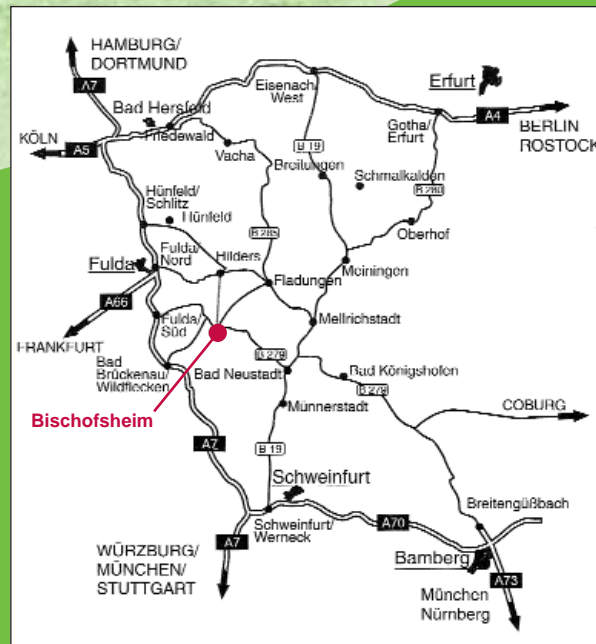 HAMBURG/
DORTMUND
A7
Bad Hersfeld
Friedewald
KÖLN
A5
Eisenach/
West
Erfurt
Gotha/
Erfurt
A4
BERLIN
ROSTOCK
Vacha
B 19
Breitungen
Schmalkalden
B 280
Hünfeld/
Schlitz
Hünfeld
B 285
Oberhof
Fulda
Fulda/
Nord
Hilders
Fladungen
Meiningen
A66
FRANKFURT
Fulda/
Süd
Mellrichstadt
Bad
Brückenau/
Wildflecken
B 279
Bad Neustadt
Bad Königshofen
B 279
Bischofsheim
Münnerstadt
COBURG
A7
B 19
Schweinfurt
Schweinfurt/
Werneck
A70
Breitengüßbach
A7
WÜRZBURG/
MÜNCHEN/
STUTTGART
Bamberg
A73
München
Nürnberg